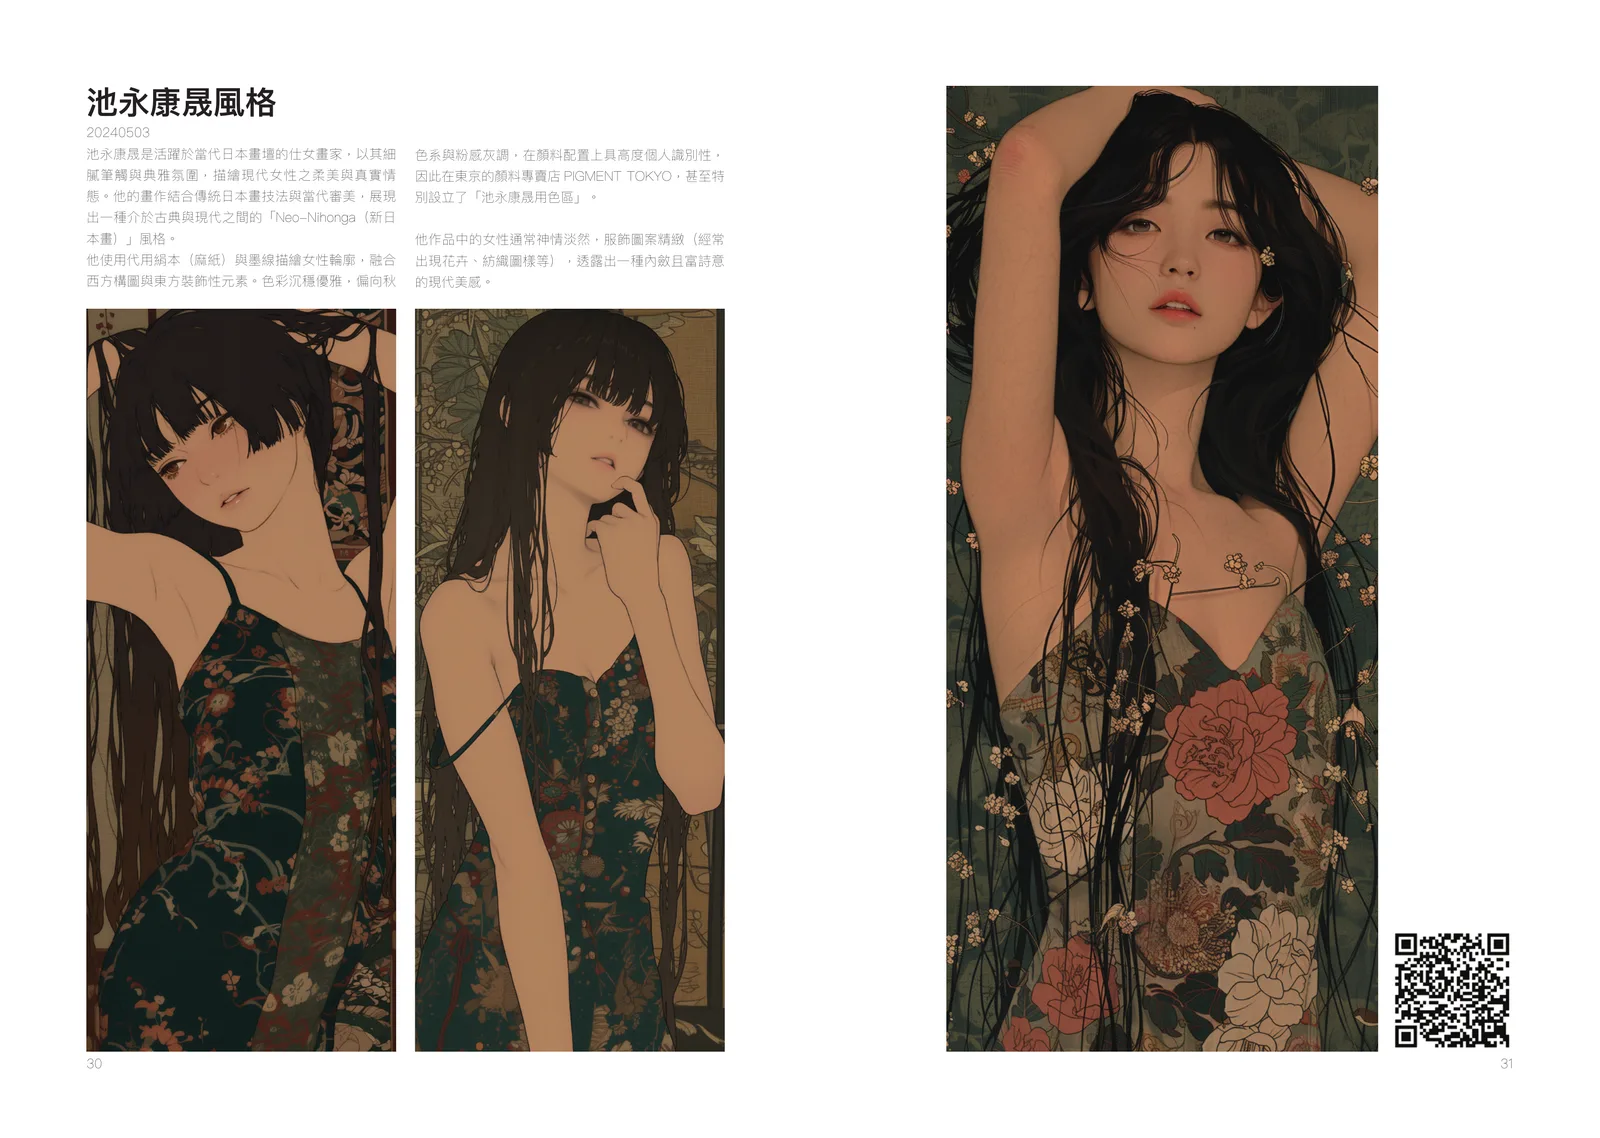 池永康晟風格
20240503
池永康晟是活躍於當代日本畫壇的仕女畫家，以其細
膩筆觸與典雅氛圍，描繪現代女性之柔美與真實情
態。他的畫作結合傳統日本畫技法與當代審美，展現
出一種介於古典與現代之間的「Neo-Nihonga（新日
本畫）」風格。
他使用代用絹本（麻紙）與墨線描繪女性輪廓，融合
西方構圖與東方裝飾性元素。色彩沉穩優雅，偏向秋
色系與粉感灰調，在顏料配置上具高度個人識別性，
因此在東京的顏料專賣店 PIGMENT TOKYO，甚至特
別設立了「池永康晟用色區」。
他作品中的女性通常神情淡然，服飾圖案精緻（經常
出現花卉、紡織圖樣等），透露出一種內斂且富詩意
的現代美感。
30
31